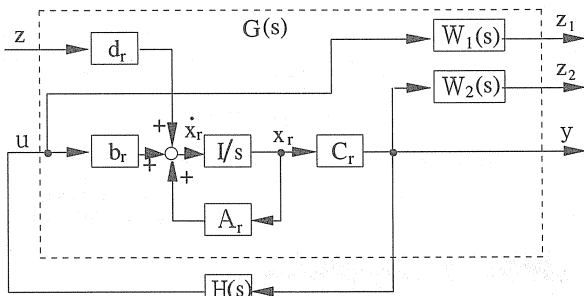 G(s)
z
d_r
W_1(s)
z_1
W_2(s)
z_2
+
ẋ_r
x_r
u
b_r
+
I/s
C_r
y
+
A_r
H(s)